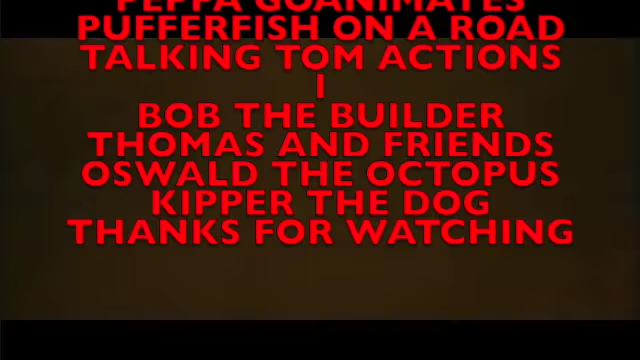 PEPPA GOANIMATES
PUFFERFISH ON A ROAD
TALKING TOM ACTIONS
I
BOB THE BUILDER
THOMAS AND FRIENDS
OSWALD THE OCTOPUS
KIPPER THE DOG
THANKS FOR WATCHING